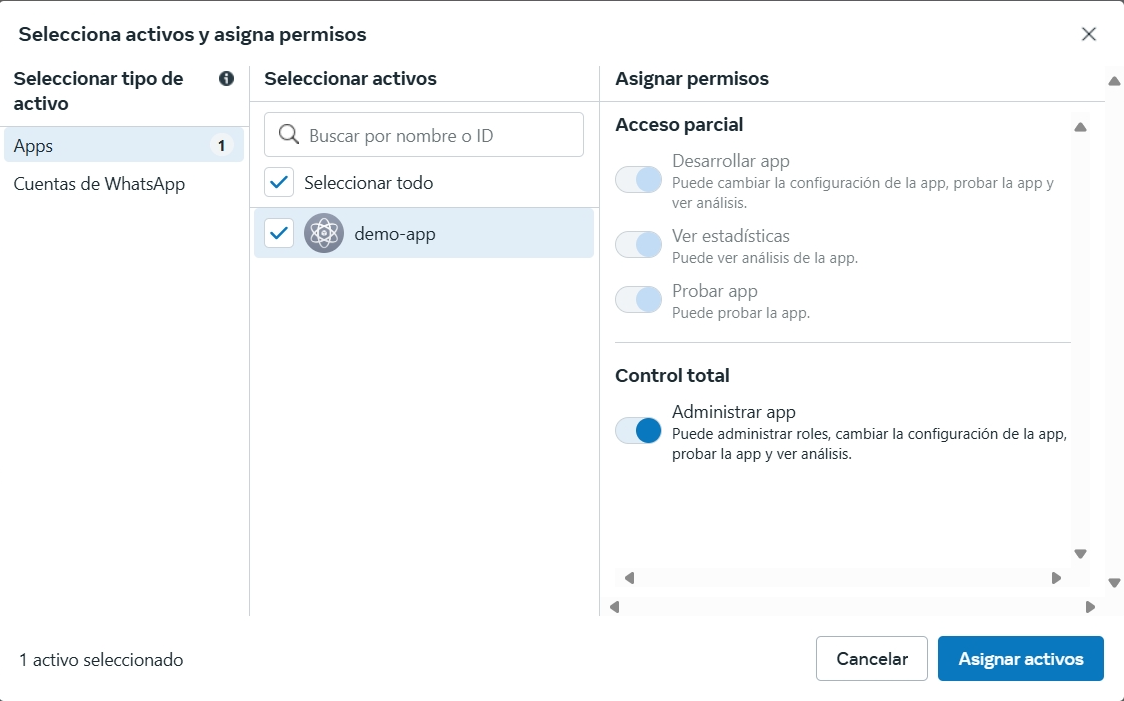 Selecciona activos y asigna permisos
Seleccionar tipo de
activo
Apps
1
Cuentas de WhatsApp
Seleccionar activos
Buscar por nombre o ID
Seleccionar todo
demo-app
Asignar permisos
Acceso parcial
Desarrollar app
Puede cambiar la configuración de la app, probar la app y
ver análisis.
Ver estadísticas
Puede ver análisis de la app.
Probar app
Puede probar la app.
Control total
Administrar app
Puede administrar roles, cambiar la configuración de la app,
probar la app y ver análisis.
1 activo seleccionado
Cancelar
Asignar activos